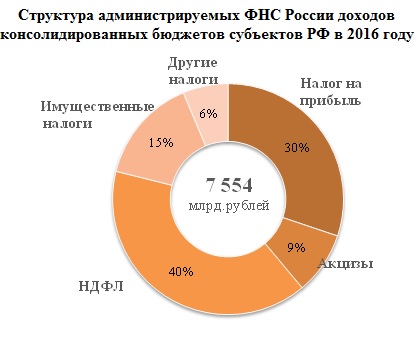 Структура администрируемых ФНС России доходов
консолидированных бюджетов субъектов РФ в 2016 году
Другие
налоги
Налог на
прибыль
Имущественные
налоги
6%
15%
30%
7 554
млрд.рублей
9%
Акцизы
40%
НДФЛ